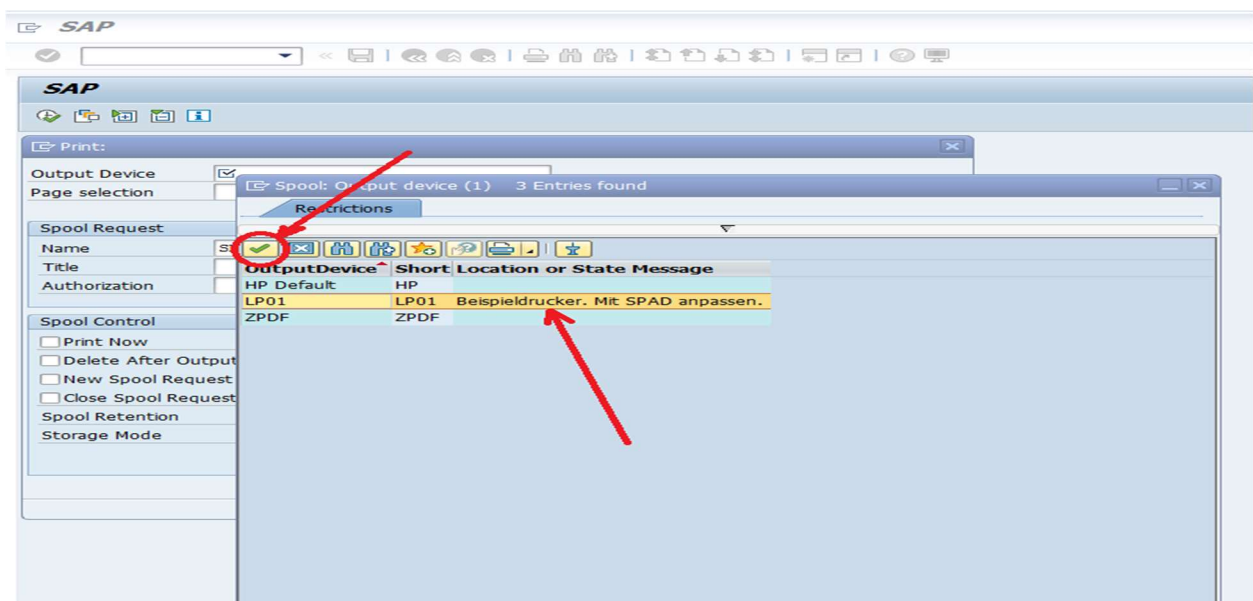 SAP
SAP
Print:
Output Device
Page selection
Spool Request
Name
Title
Authorization
Spool Control
Print Now
Delete After Output
New Spool Request
Close Spool Request
Spool Retention
Storage Mode
Spool: Output device (1) 3 Entries found
Restrictions
OutputDevice Short Location or State Message
HP Default HP
LP01 LP01 Beispieldrucker. Mit SPAD anpassen.
ZPDF ZPDF